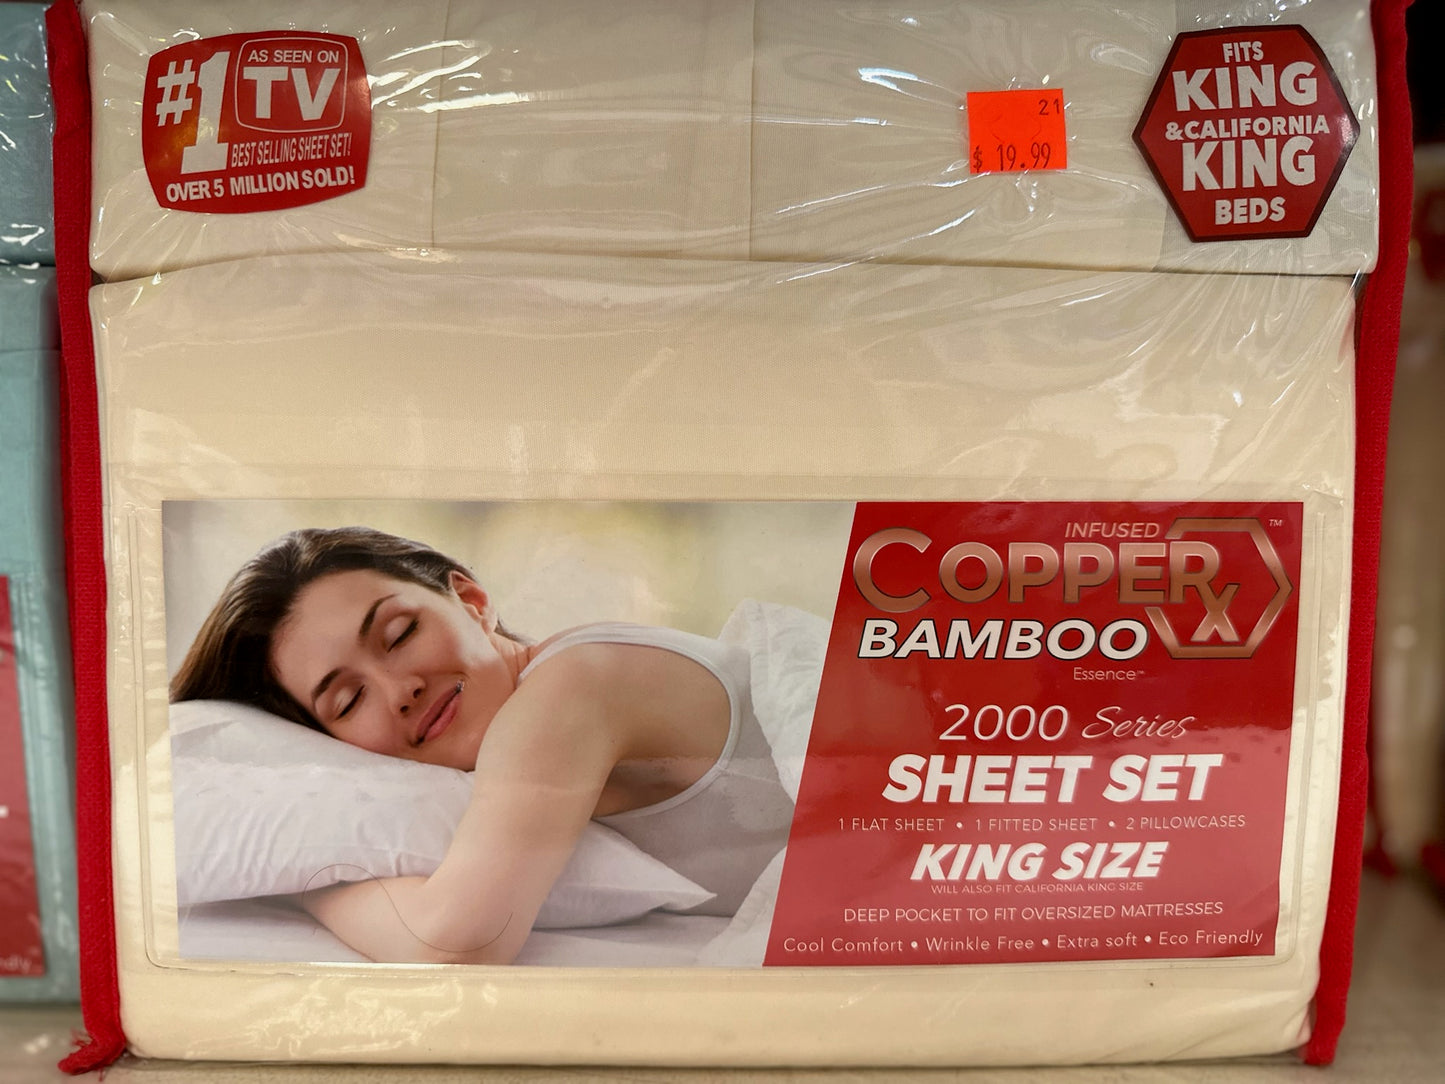 #1
AS SEEN ON
TV
BEST SELLING SHEET SET!
OVER 5 MILLION SOLD!
21
$ 19.99
FITS
KING
& CALIFORNIA
KING
BEDS
INFUSED
COPPER Rx ™
BAMBOO
Essence™
2000 Series
SHEET SET
1 FLAT SHEET • 1 FITTED SHEET • 2 PILLOWCASES
KING SIZE
WILL ALSO FIT CALIFORNIA KING SIZE
DEEP POCKET TO FIT OVERSIZED MATTRESSES
Cool Comfort • Wrinkle Free • Extra soft • Eco Friendly